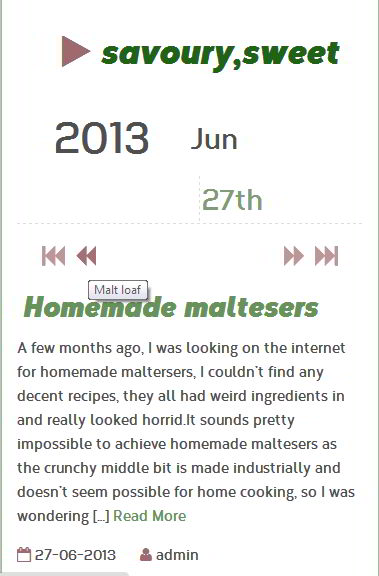 savoury,sweet
2013 Jun
27th
Malt loaf
Homemade maltesers
A few months ago, I was looking on the internet
for homemade maltersers, I couldn't find any
decent recipes, they all had weird ingredients in
and really looked horrid.It sounds pretty
impossible to achieve homemade maltesers as
the crunchy middle bit is made industrially and
doesn't seem possible for home cooking, so I was
wondering [...] Read More
27-06-2013 admin